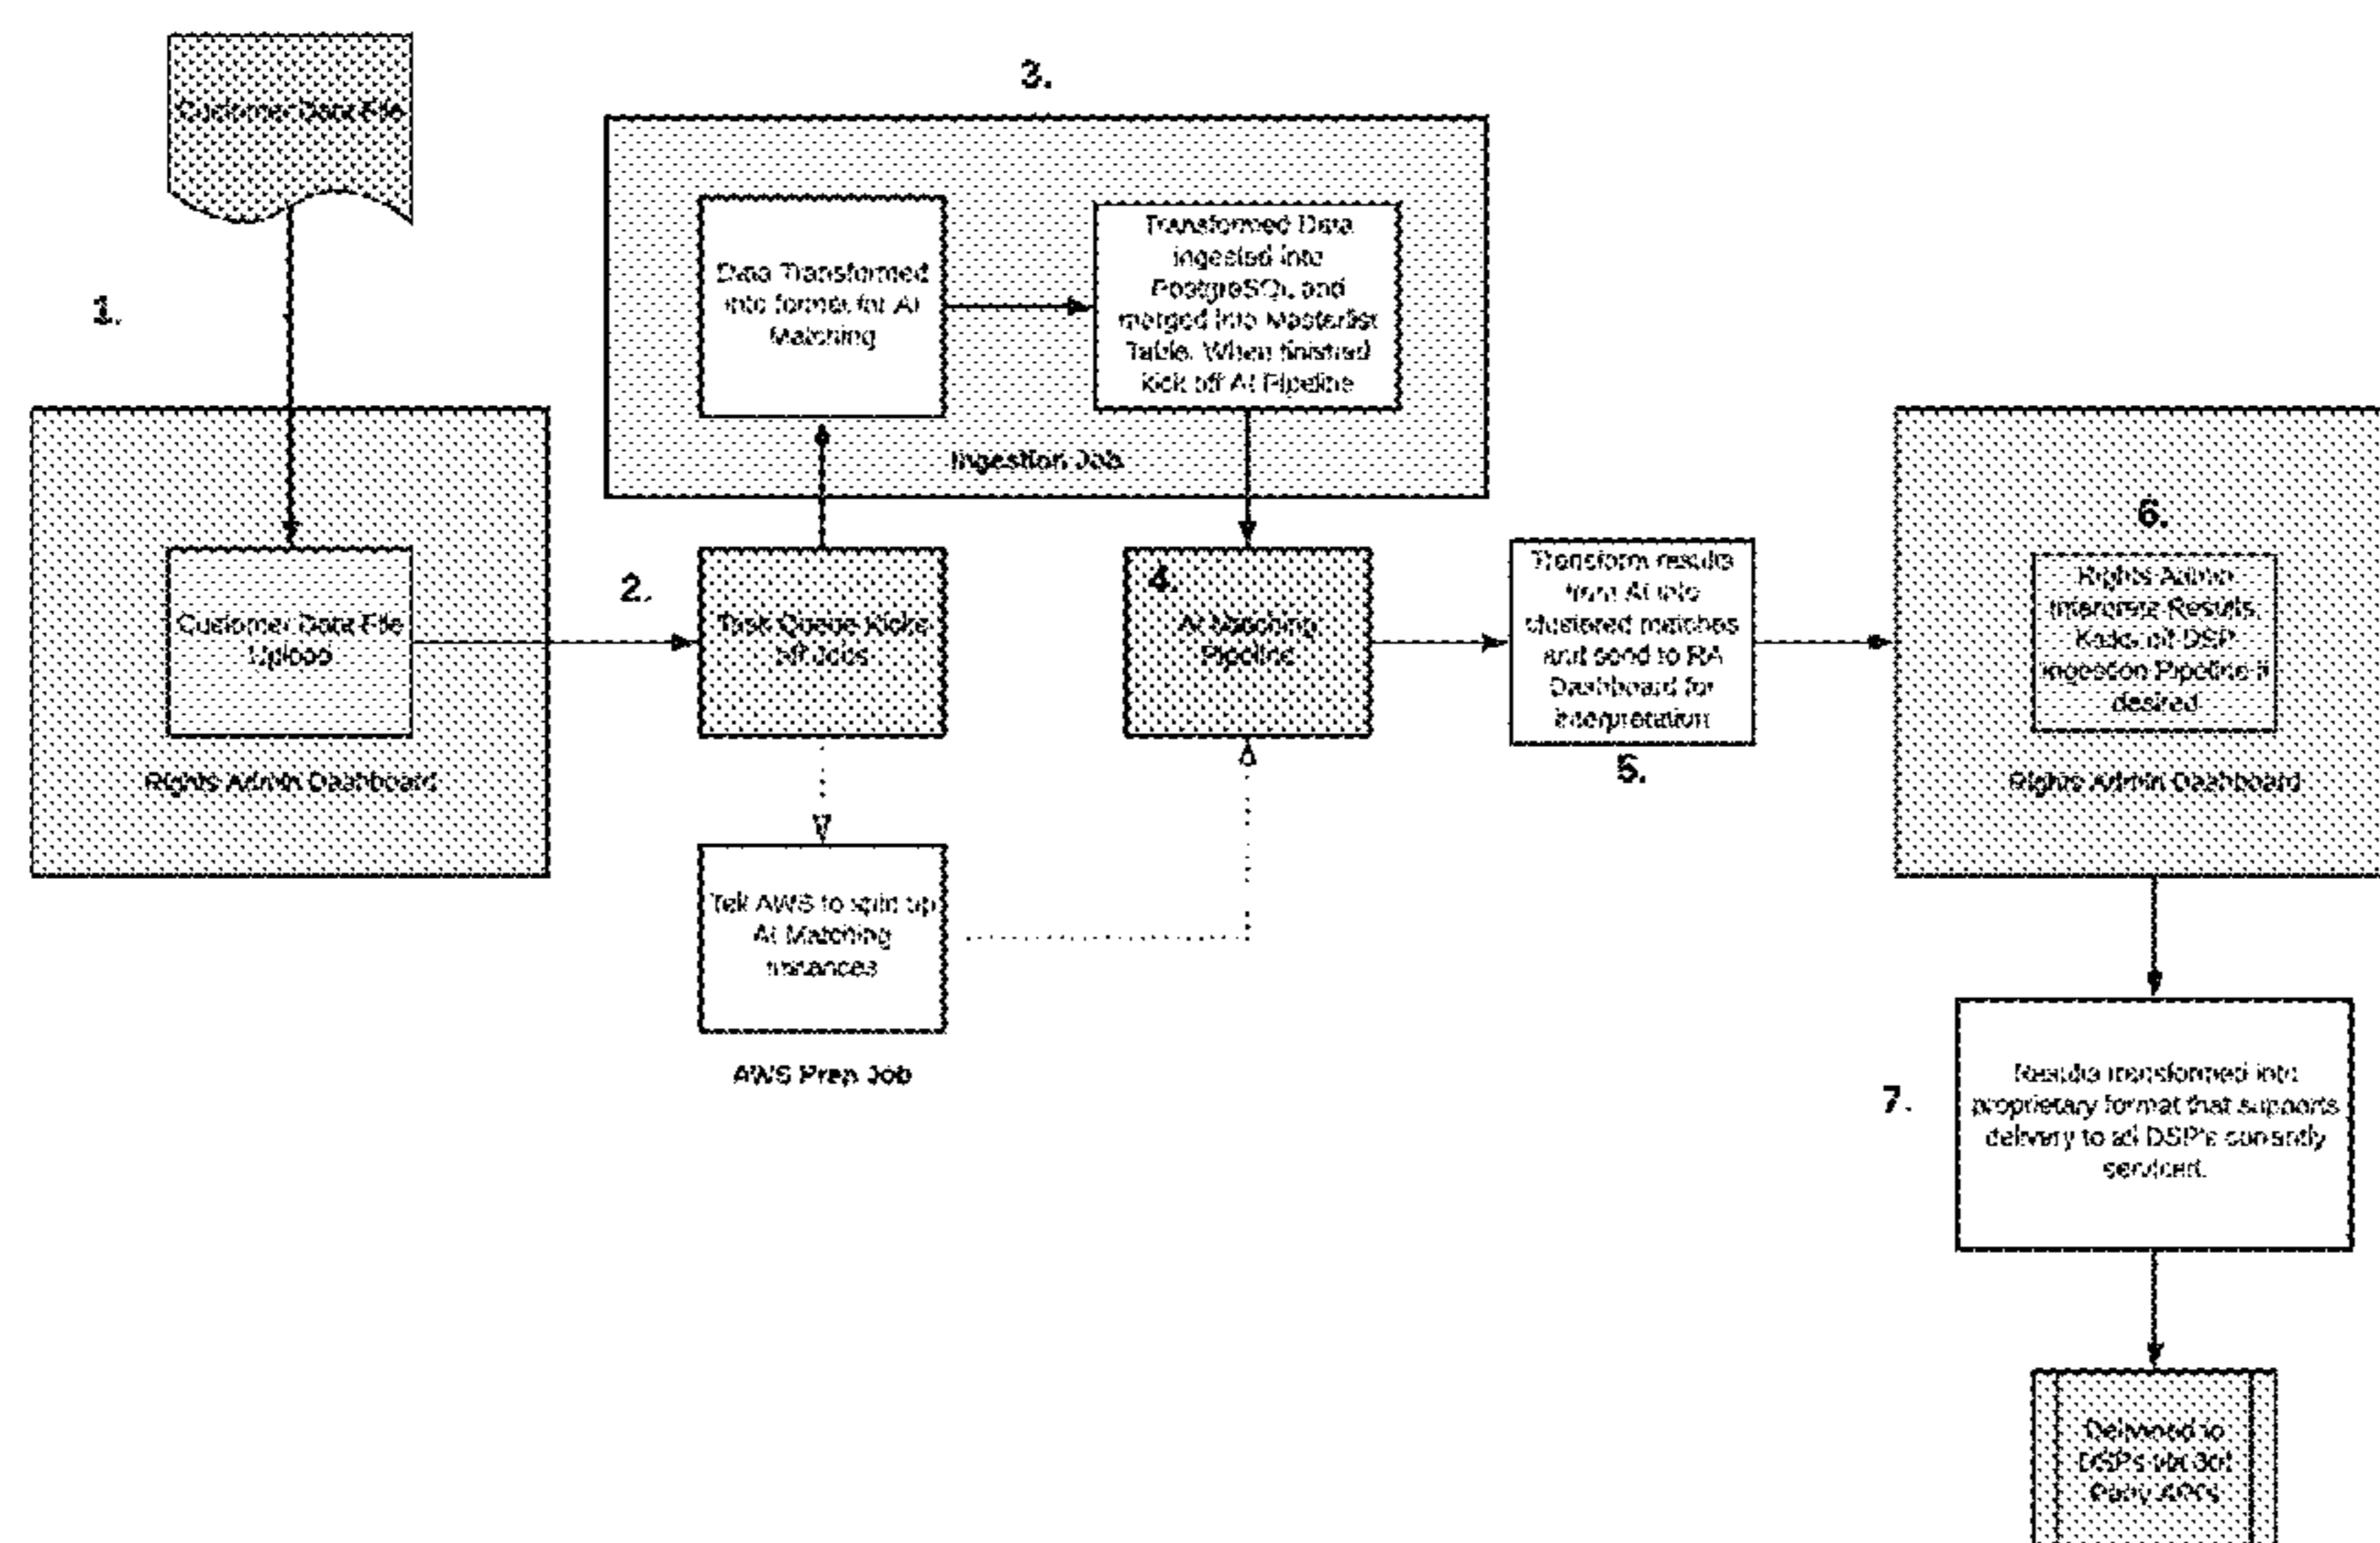 Customer Data File
1.
Customer Data File
Upload
Rights Admin Dashboard
2.
Task Queue Kicks
off Jobs
3.
Data Transformed
into format for AI
Matching
Transformed Data
ingested into
PostgreSQL and
merged into Masterlist
Table. When finished
kick off AI Pipeline
Ingestion Job
AWS to split up
AI Matching
Instances
AWS Prep Job
4.
AI Matching
Pipeline
Transform results
from AI into
clustered matches
and send to RA
Dashboard for
interpretation
5.
6.
Rights Admin
Interprets Results,
Kicks off DSP
ingestion Pipeline if
desired
Rights Admin Dashboard
7.
Results transformed into
proprietary format that supports
delivery to all DSP's currently
serviced.
Delivered to
DSPs via 3rd
Party API's